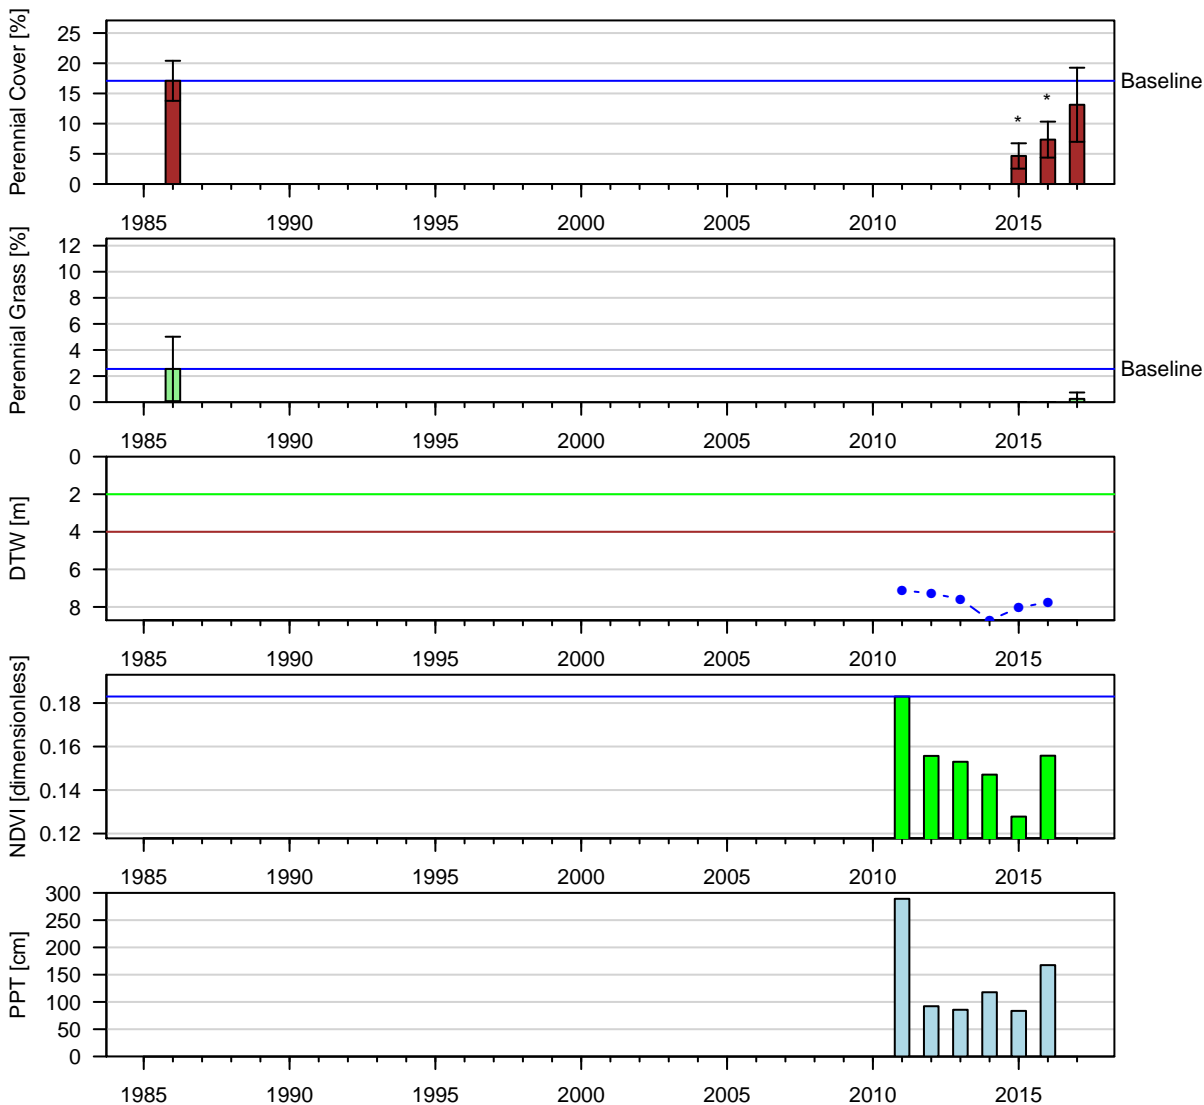 Perennial Cover [%]
25
20
15
10
5
0
* *
Baseline
1985 1990 1995 2000 2005 2010 2015
Perennial Grass [%]
12
10
8
6
4
2
0
Baseline
1985 1990 1995 2000 2005 2010 2015
DTW [m]
0
2
4
6
8
1985 1990 1995 2000 2005 2010 2015
NDVI [dimensionless]
0.18
0.16
0.14
0.12
1985 1990 1995 2000 2005 2010 2015
PPT [cm]
300
250
200
150
100
50
0
1985 1990 1995 2000 2005 2010 2015